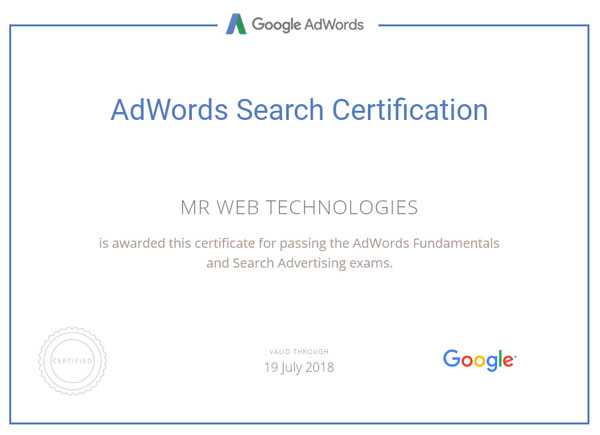 Google AdWords
AdWords Search Certification
MR WEB TECHNOLOGIES
is awarded this certificate for passing the AdWords Fundamentals
and Search Advertising exams.
CERTIFIED
VALID THROUGH
19 July 2018
Google